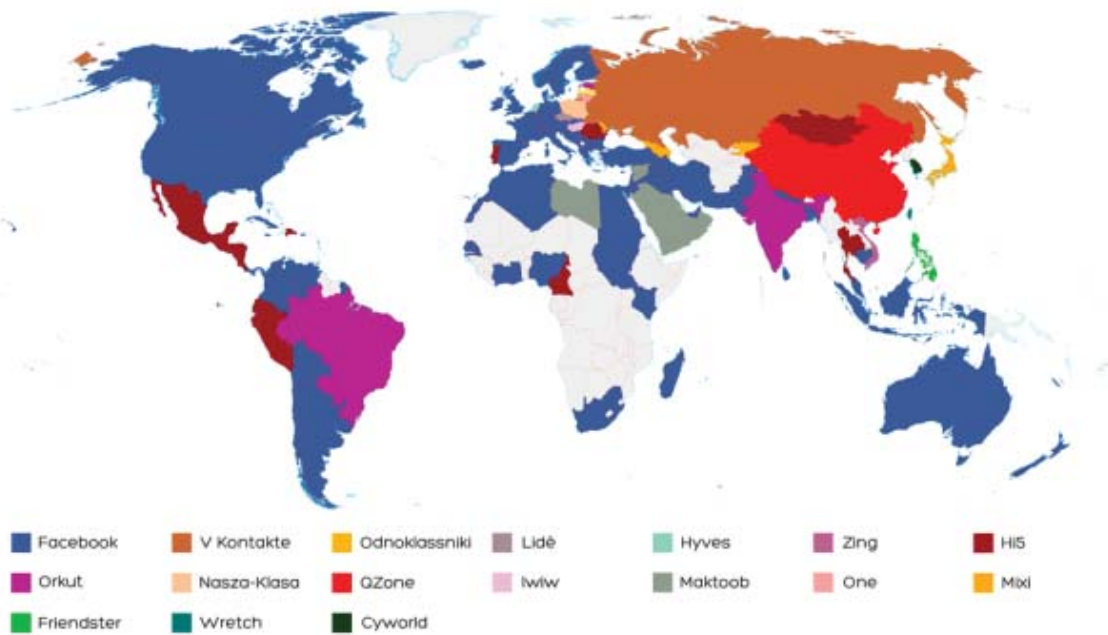 Facebook V Kontakte Odnoklassniki Lidé Hyves Zing Hi5
Orkut Nasza-Klasa QZone Iwiw Maktoob One Mixi
Friendster Wretch Cyworld